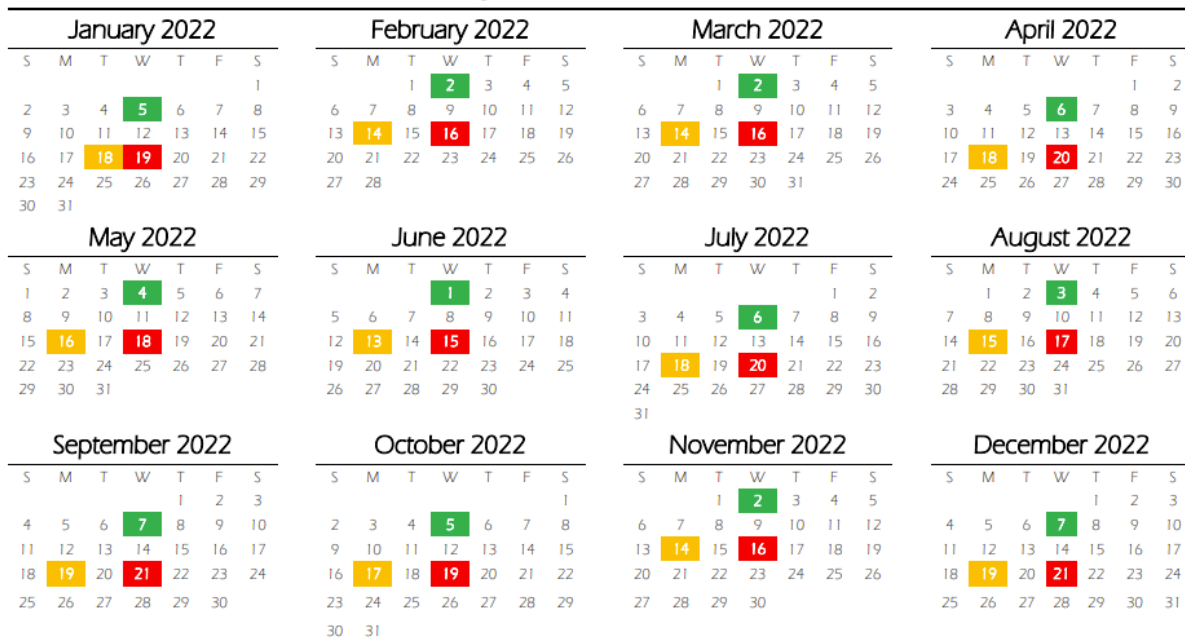 January 2022 February 2022 March 2022 April 2022
S M T W T F S S M T W T F S S M T W T F S S M T W T F S
1 1 2 3 4 5 1 2 3 4 5 1 2
2 3 4 5 6 7 8 6 7 8 9 10 11 12 6 7 8 9 10 11 12 3 4 5 6 7 8 9
9 10 11 12 13 14 15 13 14 15 16 17 18 19 13 14 15 16 17 18 19 10 11 12 13 14 15 16
16 17 18 19 20 21 22 20 21 22 23 24 25 26 20 21 22 23 24 25 26 17 18 19 20 21 22 23
23 24 25 26 27 28 29 27 28 27 28 29 30 31 24 25 26 27 28 29 30
30 31
May 2022 June 2022 July 2022 August 2022
S M T W T F S S M T W T F S S M T W T F S S M T W T F S
1 2 3 4 5 6 7 1 2 3 4 1 2 1 2 3 4 5 6
8 9 10 11 12 13 14 5 6 7 8 9 10 11 3 4 5 6 7 8 9 7 8 9 10 11 12 13
15 16 17 18 19 20 21 12 13 14 15 16 17 18 10 11 12 13 14 15 16 14 15 16 17 18 19 20
22 23 24 25 26 27 28 19 20 21 22 23 24 25 17 18 19 20 21 22 23 21 22 23 24 25 26 27
29 30 31 26 27 28 29 30 24 25 26 27 28 29 30 28 29 30 31
31
September 2022 October 2022 November 2022 December 2022
S M T W T F S S M T W T F S S M T W T F S S M T W T F S
1 2 3 1 1 2 3 4 5 1 2 3
4 5 6 7 8 9 10 2 3 4 5 6 7 8 6 7 8 9 10 11 12 4 5 6 7 8 9 10
11 12 13 14 15 16 17 9 10 11 12 13 14 15 13 14 15 16 17 18 19 11 12 13 14 15 16 17
18 19 20 21 22 23 24 16 17 18 19 20 21 22 20 21 22 23 24 25 26 18 19 20 21 22 23 24
25 26 27 28 29 30 23 24 25 26 27 28 29 27 28 29 30 25 26 27 28 29 30 31
30 31